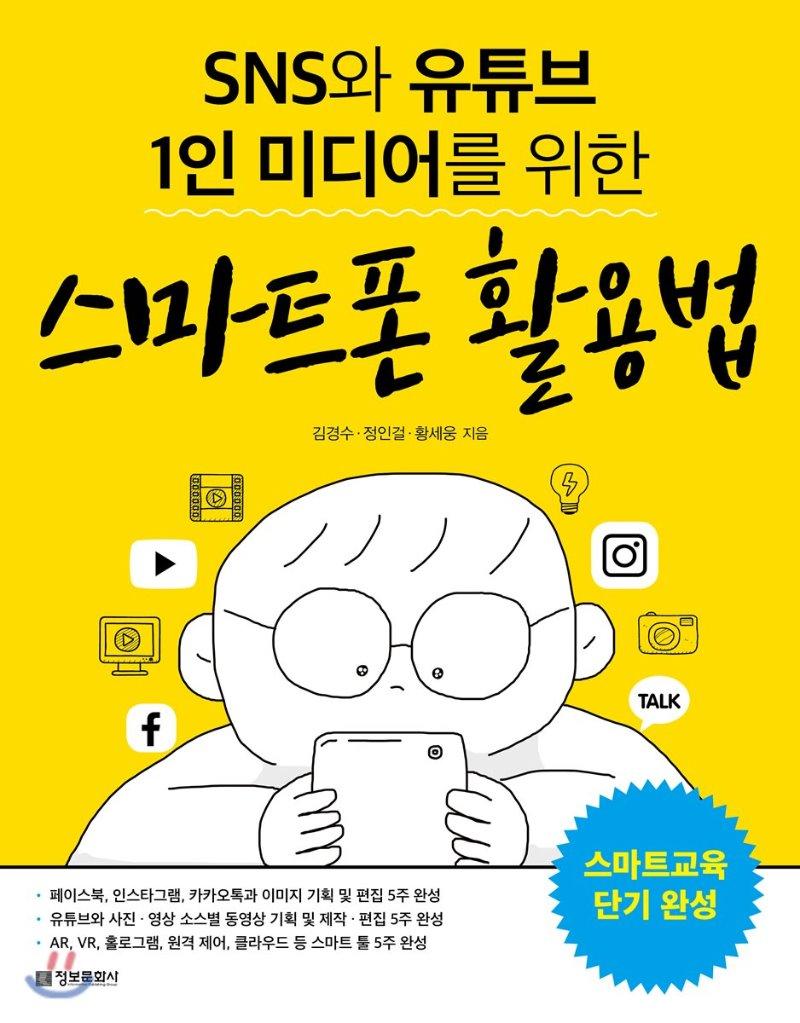 SNS와 유튜브
1인 미디어를 위한
스마트폰 활용법
김경수 · 정인걸 · 황세웅 지음
TALK
스마트교육
단기 완성
• 페이스북, 인스타그램, 카카오톡과 이미지 기획 및 편집 5주 완성
• 유튜브와 사진 · 영상 소스별 동영상 기획 및 제작 · 편집 5주 완성
• AR, VR, 홀로그램, 원격 제어, 클라우드 등 스마트 툴 5주 완성
정보문화사